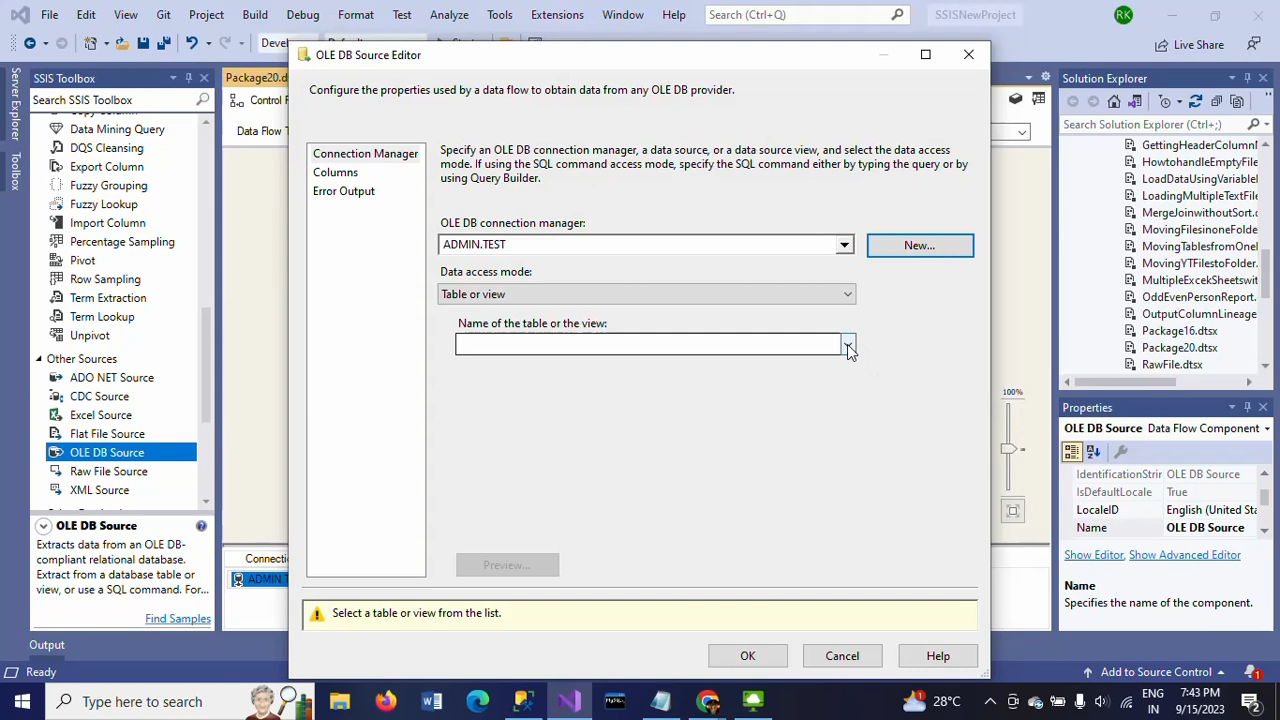 File Edit View Git Project Build Debug Format Test Analyze Tools Extensions Window Help Search (Ctrl+Q) SSISNewProject RK
Live Share
SSIS Toolbox
Search SSIS Toolbox
Data Mining Query
DQS Cleansing
Export Column
Fuzzy Grouping
Fuzzy Lookup
Import Column
Percentage Sampling
Pivot
Row Sampling
Term Extraction
Term Lookup
Unpivot
Other Sources
ADO NET Source
CDC Source
Excel Source
Flat File Source
OLE DB Source
Raw File Source
XML Source
OLE DB Source
Extracts data from an OLE DB-
compliant relational database.
Extract from a database table or
view, or use a SQL command. For...
Find Samples
Server Explorer
Toolbox
Package20.d
Control F
Data Flow T
Connecti
ADMIN T
OLE DB Source Editor
Configure the properties used by a data flow to obtain data from any OLE DB provider.
Connection Manager
Columns
Error Output
Specify an OLE DB connection manager, a data source, or a data source view, and select the data access
mode. If using the SQL command access mode, specify the SQL command either by typing the query or by
using Query Builder.
OLE DB connection manager:
ADMIN.TEST
New...
Data access mode:
Table or view
Name of the table or the view:
Preview...
Select a table or view from the list.
OK Cancel Help
100%
Solution Explorer
Search Solution Explorer (Ctrl+;)
GettingHeaderColumnN
HowtohandleEmptyFile
LoadDataUsingVariable
LoadingMultipleTextFil
MergeJoinwithoutSort.
MovingFilesinoneFolde
MovingTablesfromOnel
MovingYTFilestoFolder.
MultipleExcekSheetswit
OddEvenPersonReport.
OutputColumnLineage
Package16.dtsx
Package20.dtsx
RawFile.dtsx
Properties
OLE DB Source Data Flow Component
IdentificationStrir OLE DB Source
IsDefaultLocale True
LocaleID English (United Sta
Name OLE DB Source
Show Editor, Show Advanced Editor
Name
Specifies the name of the component.
Output
Ready
Add to Source Control
1
Type here to search
28°C
ENG
IN
7:43 PM
9/15/2023
2